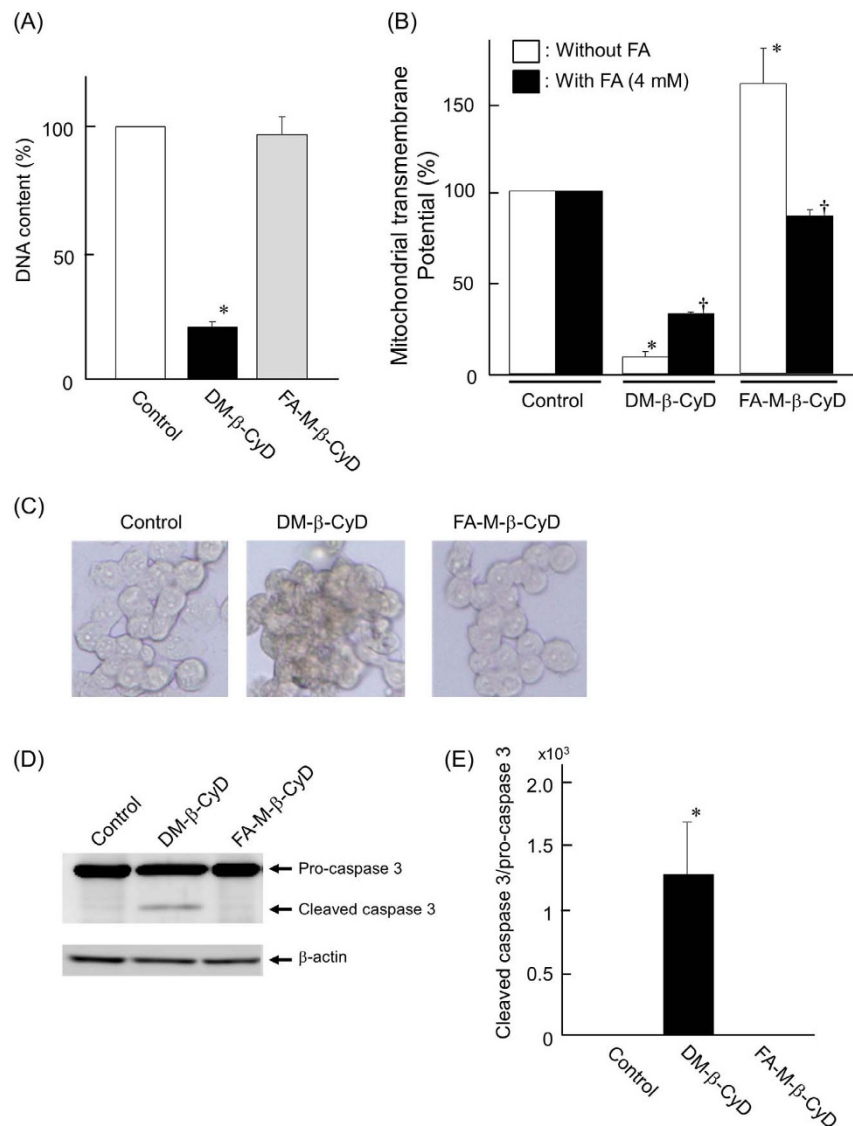 (A)
DNA content (%)
100
50
0
*
Control
DM-β-CyD
FA-M-β-CyD
(B)
Mitochondrial transmembrane
Potential (%)
: Without FA
: With FA (4 mM)
150
100
50
0
*
†
*
†
Control
DM-β-CyD
FA-M-β-CyD
(C)
Control
DM-β-CyD
FA-M-β-CyD
(D)
Control
DM-β-CyD
FA-M-β-CyD
Pro-caspase 3
Cleaved caspase 3
β-actin
(E)
Cleaved caspase 3/pro-caspase 3
x10³
2.0
1.5
1
0.5
0
*
Control
DM-β-CyD
FA-M-β-CyD